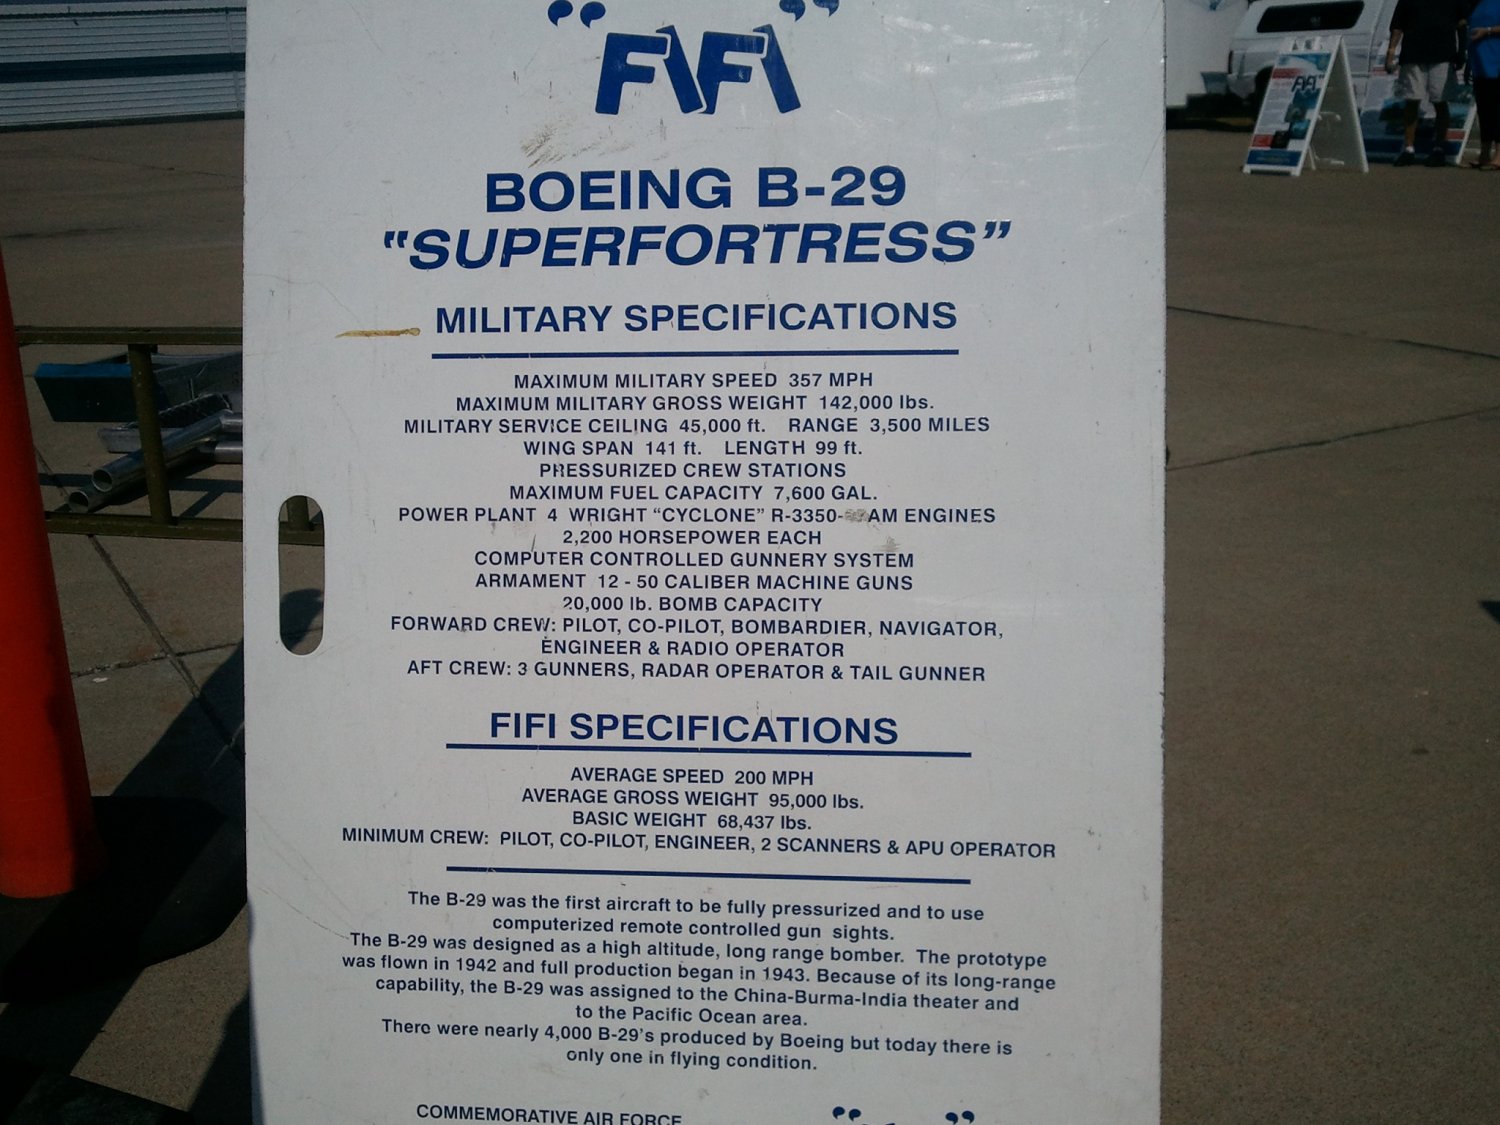 "FIFI"
BOEING B-29
"SUPERFORTRESS"
MILITARY SPECIFICATIONS
MAXIMUM MILITARY SPEED 357 MPH
MAXIMUM MILITARY GROSS WEIGHT 142,000 lbs.
MILITARY SERVICE CEILING 45,000 ft. RANGE 3,500 MILES
WING SPAN 141 ft. LENGTH 99 ft.
PRESSURIZED CREW STATIONS
MAXIMUM FUEL CAPACITY 7,600 GAL.
POWER PLANT 4 WRIGHT "CYCLONE" R-3350- AM ENGINES
2,200 HORSEPOWER EACH
COMPUTER CONTROLLED GUNNERY SYSTEM
ARMAMENT 12 - 50 CALIBER MACHINE GUNS
20,000 lb. BOMB CAPACITY
FORWARD CREW: PILOT, CO-PILOT, BOMBARDIER, NAVIGATOR,
ENGINEER & RADIO OPERATOR
AFT CREW: 3 GUNNERS, RADAR OPERATOR & TAIL GUNNER
FIFI SPECIFICATIONS
AVERAGE SPEED 200 MPH
AVERAGE GROSS WEIGHT 95,000 lbs.
BASIC WEIGHT 68,437 lbs.
MINIMUM CREW: PILOT, CO-PILOT, ENGINEER, 2 SCANNERS & APU OPERATOR
The B-29 was the first aircraft to be fully pressurized and to use
computerized remote controlled gun sights.
The B-29 was designed as a high altitude, long range bomber. The prototype
was flown in 1942 and full production began in 1943. Because of its long-range
capability, the B-29 was assigned to the China-Burma-India theater and
to the Pacific Ocean area.
There were nearly 4,000 B-29's produced by Boeing but today there is
only one in flying condition.
COMMEMORATIVE AIR FORCE
FIFI